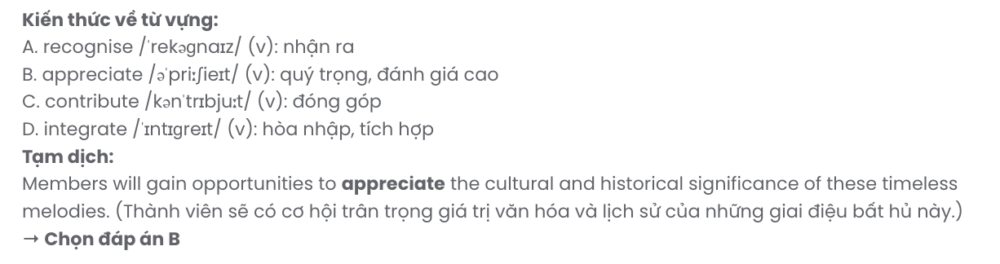 Kiến thức về từ vựng:
A. recognise /ˈrekəɡnaɪz/ (v): nhận ra
B. appreciate /əˈpriːʃieɪt/ (v): quý trọng, đánh giá cao
C. contribute /kənˈtrɪbjuːt/ (v): đóng góp
D. integrate /ˈɪntɪɡreɪt/ (v): hòa nhập, tích hợp
Tạm dịch:
Members will gain opportunities to appreciate the cultural and historical significance of these timeless
melodies. (Thành viên sẽ có cơ hội trân trọng giá trị văn hóa và lịch sử của những giai điệu bất hủ này.)
→ Chọn đáp án B